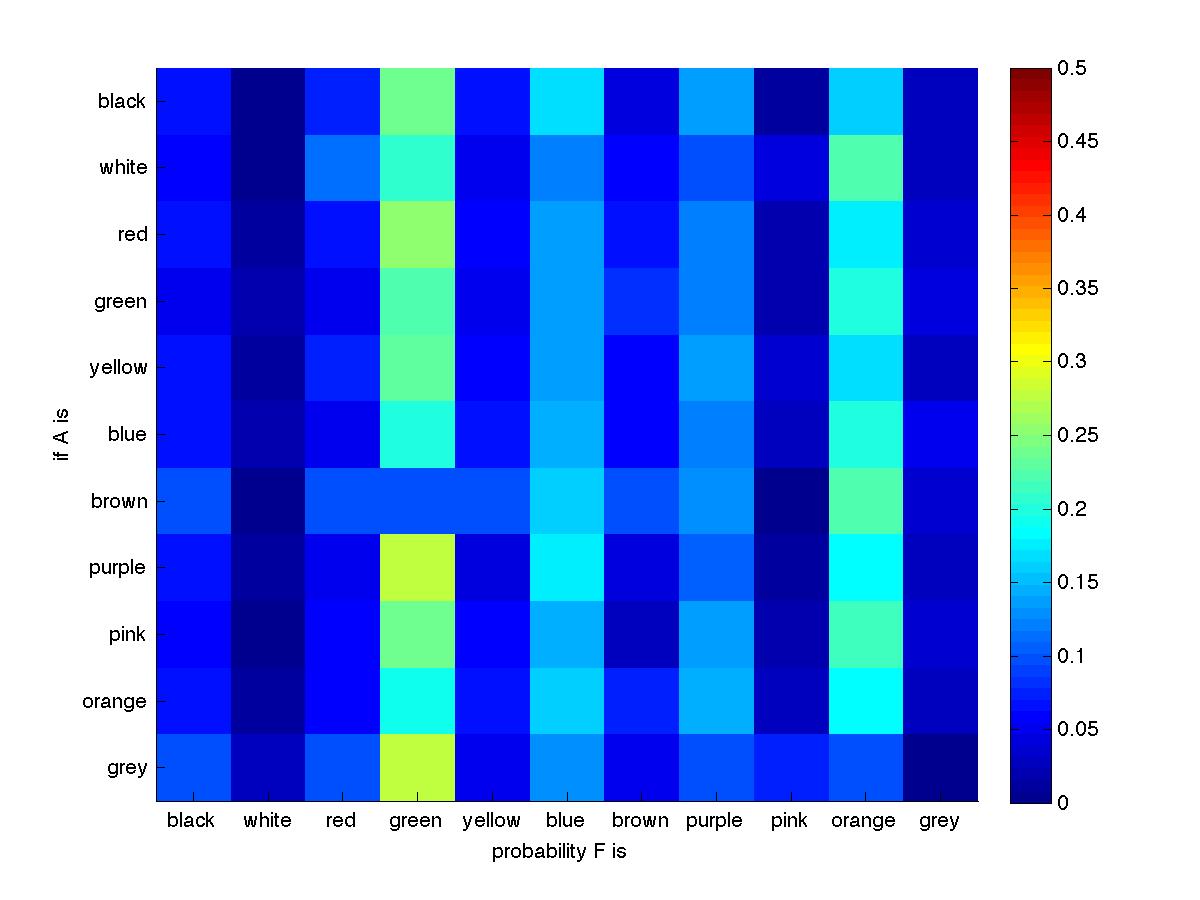 if A is
black
white
red
green
yellow
blue
brown
purple
pink
orange
grey
black white red green yellow blue brown purple pink orange grey
probability F is
0.5
0.45
0.4
0.35
0.3
0.25
0.2
0.15
0.1
0.05
0